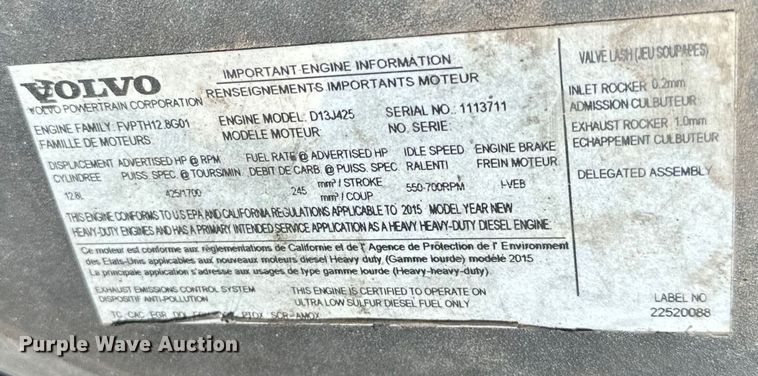 VOLVO
VOLVO POWERTRAIN CORPORATION
IMPORTANT ENGINE INFORMATION
RENSEIGNEMENTS IMPORTANTS MOTEUR
ENGINE FAMILY: FVPTH12.8G01
FAMILLE DE MOTEURS:
ENGINE MODEL: D13J425
MODELE MOTEUR:
SERIAL NO.: 1113711
NO. SERIE:
DISPLACEMENT ADVERTISED HP @ RPM FUEL RATE @ ADVERTISED HP IDLE SPEED ENGINE BRAKE
CYLINDREE PUISS. SPEC. @ TOURS/MIN. DEBIT DE CARB. @ PUISS. SPEC RALENTI FREIN MOTEUR
12.8L 425/1700 245 mm³ / STROKE 550-700RPM I-VEB
mm³ / COUP
THIS ENGINE CONFORMS TO U.S EPA AND CALIFORNIA REGULATIONS APPLICABLE TO 2015 MODEL YEAR NEW
HEAVY-DUTY ENGINES AND HAS A PRIMARY INTENDED SERVICE APPLICATION AS A HEAVY HEAVY-DUTY DIESEL ENGINE.
Ce moteur est conforme aux réglementations de Californie et de l' Agence de Protection de l' Environment
des Etats-Unis applicables aux nouveaux moteurs diesel Heavy duty, (Gamme lourde) modèle 2015
La principale application s'adresse aux usages de type gamme lourde (Heavy-heavy-duty).
EXHAUST EMISSIONS CONTROL SYSTEM
DISPOSITIF ANTI-POLLUTION
THIS ENGINE IS CERTIFIED TO OPERATE ON
ULTRA LOW SULFUR DIESEL FUEL ONLY
TC CAC EGR DDI PTOX SCR-AMOX
VALVE LASH (JEU SOUPAPES)
INLET ROCKER 0.2mm
ADMISSION CULBUTEUR
EXHAUST ROCKER 1.0mm
ECHAPPEMENT CULBUTEUR
DELEGATED ASSEMBLY
LABEL NO
22520088
Purple Wave Auction